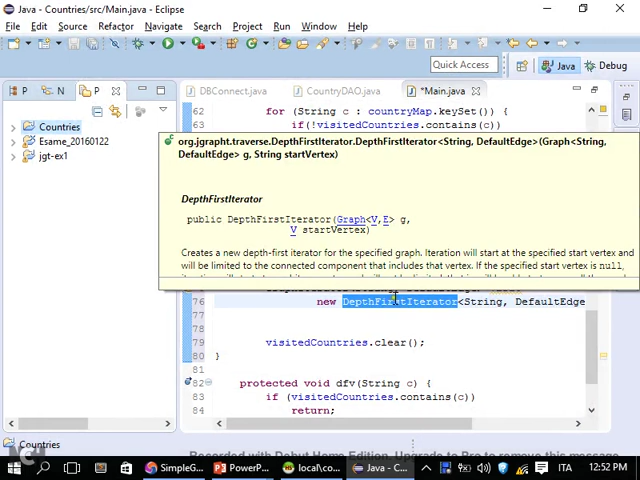 Java - Countries/src/Main.java - Eclipse
File Edit Source Refactor Navigate Search Project Run Window Help
Quick Access
Java
Debug
P N P
DBConnect.java CountryDAO.java *Main.java
Countries
Esame_20160122
jgt-ex1
62 for (String c : countryMap.keySet()) {
63 if(!visitedCountries.contains(c))
org.jgrapht.traverse.DepthFirstIterator.DepthFirstIterator<String, DefaultEdge>(Graph<String,
DefaultEdge> g, String startVertex)
DepthFirstIterator
public DepthFirstIterator(Graph<V,E> g,
V startVertex)
Creates a new depth-first iterator for the specified graph. Iteration will start at the specified start vertex and
will be limited to the connected component that includes that vertex. If the specified start vertex is null,
76 new DepthFirstIterator<String, DefaultEdge
77
78
79 visitedCountries.clear();
80 }
81
82 protected void dfv(String c) {
83 if (visitedCountries.contains(c))
84 return;
Countries
Recorded with Debut Home Edition. Upgrade to Pro to remove this message
NCH
SimpleG... PowerP... local\co... Java - C... ITA 12:52 PM